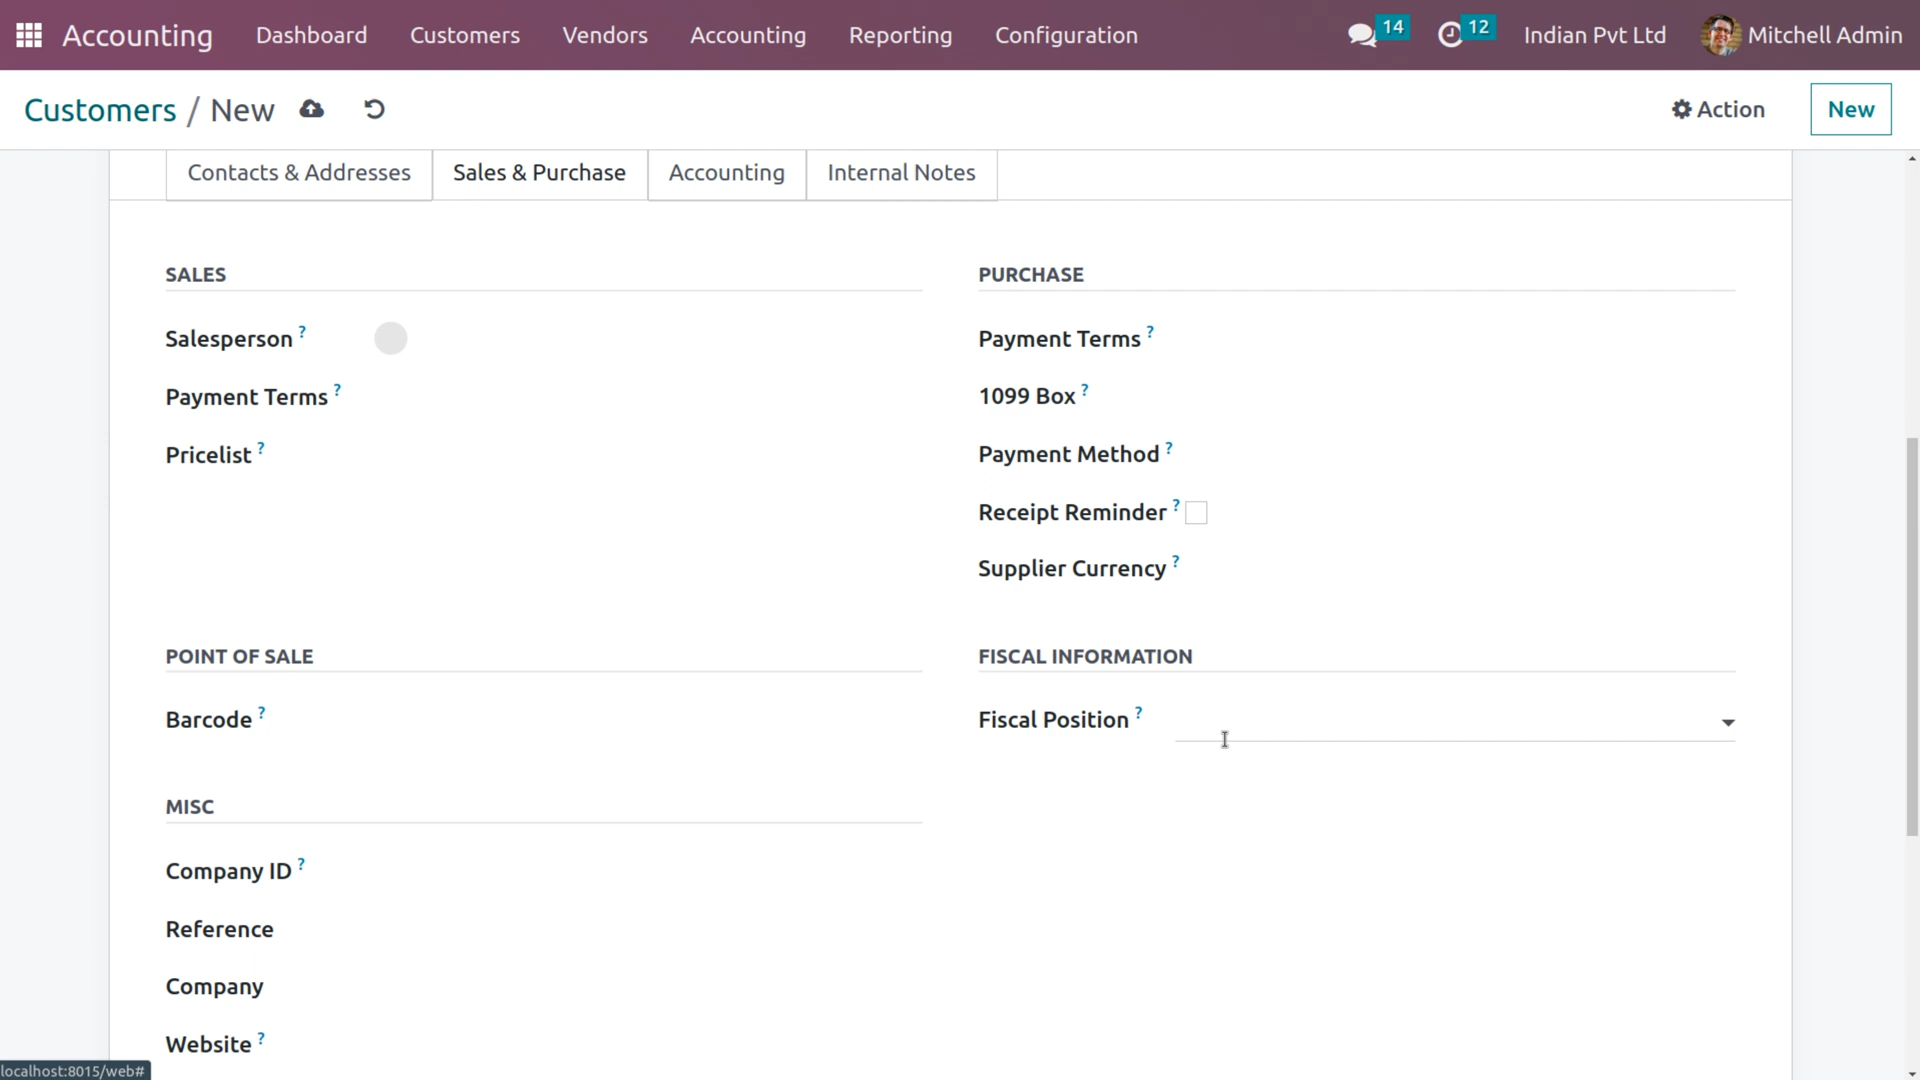 Accounting Dashboard Customers Vendors Accounting Reporting Configuration 14 12 Indian Pvt Ltd Mitchell Admin
Customers / New Action New
Contacts & Addresses Sales & Purchase Accounting Internal Notes
SALES
Salesperson ?
Payment Terms ?
Pricelist ?
PURCHASE
Payment Terms ?
1099 Box ?
Payment Method ?
Receipt Reminder ?
Supplier Currency ?
POINT OF SALE
Barcode ?
FISCAL INFORMATION
Fiscal Position ?
MISC
Company ID ?
Reference
Company
Website ?
localhost:8015/web#